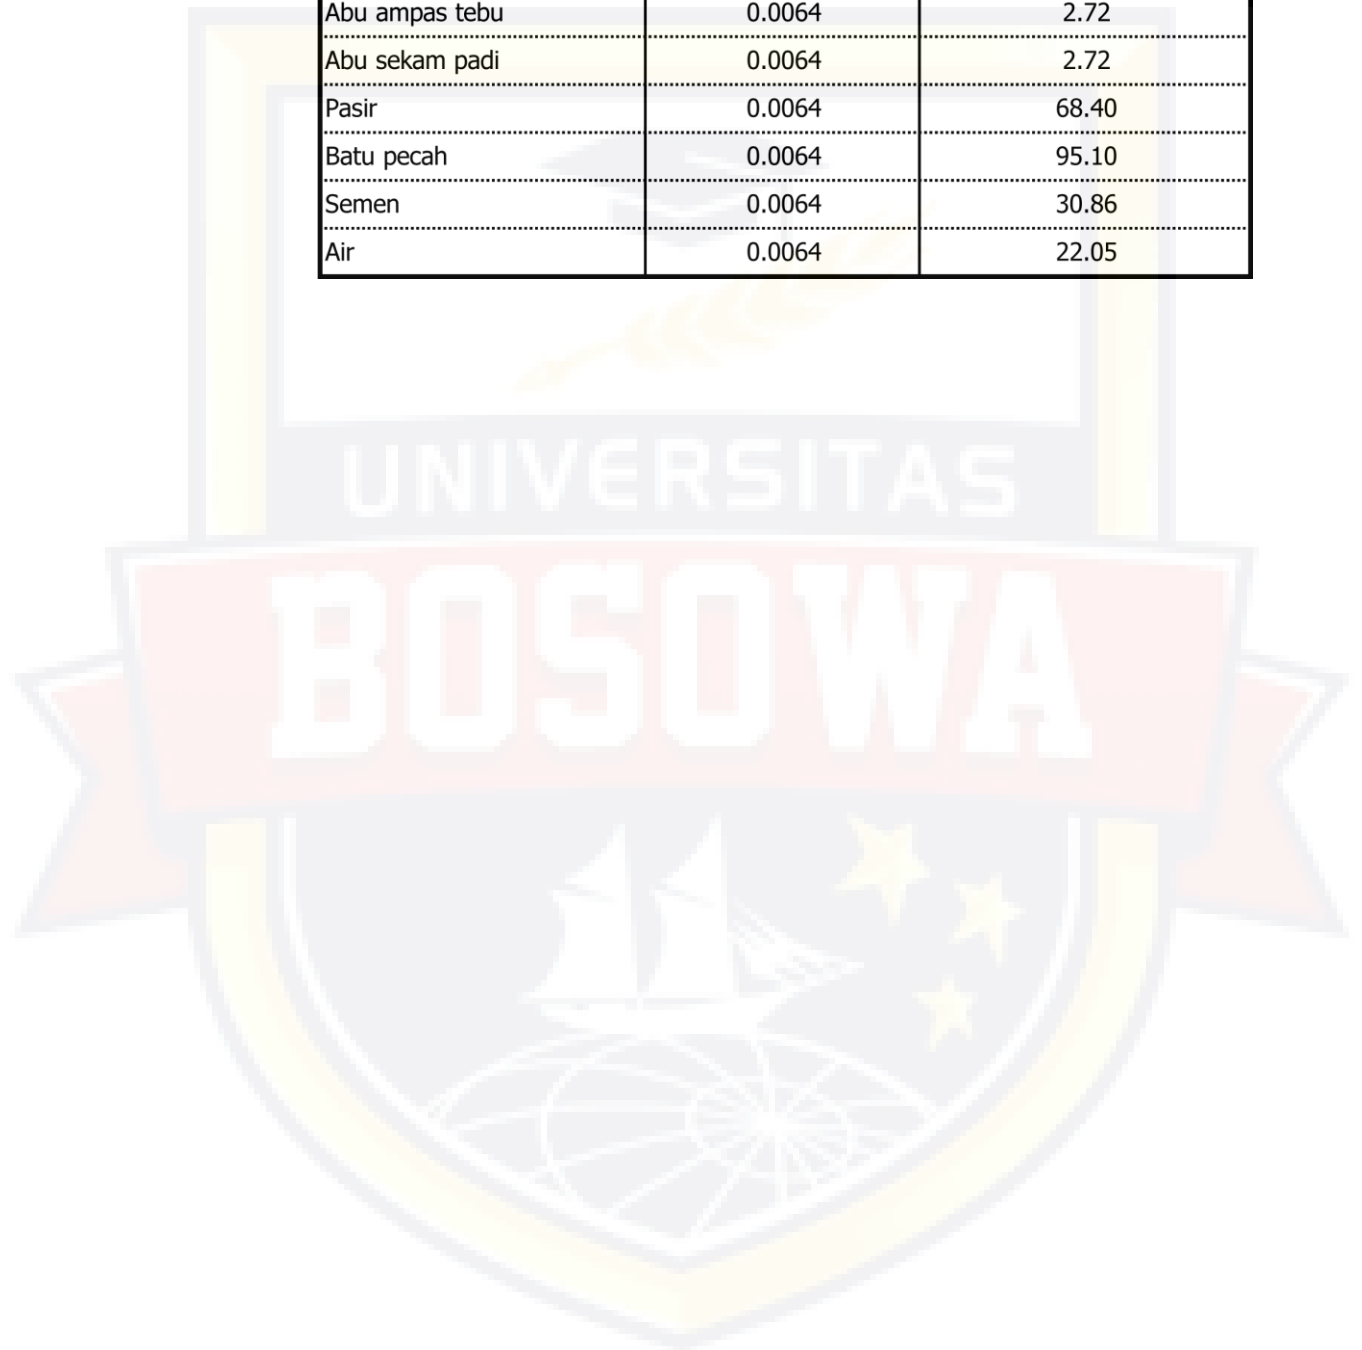 Abu ampas tebu 0.0064 2.72
Abu sekam padi 0.0064 2.72
Pasir 0.0064 68.40
Batu pecah 0.0064 95.10
Semen 0.0064 30.86
Air 0.0064 22.05
UNIVERSITAS
BOSOWA